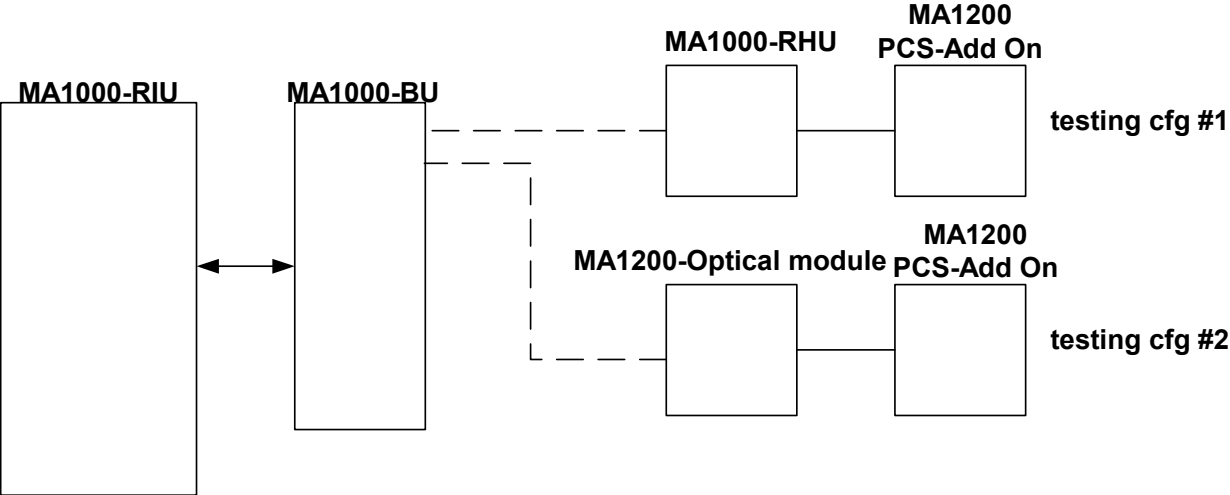 MA1000-RIU
MA1000-BU
MA1000-RHU
MA1200
PCS-Add On
testing cfg #1
MA1200-Optical module
MA1200
PCS-Add On
testing cfg #2